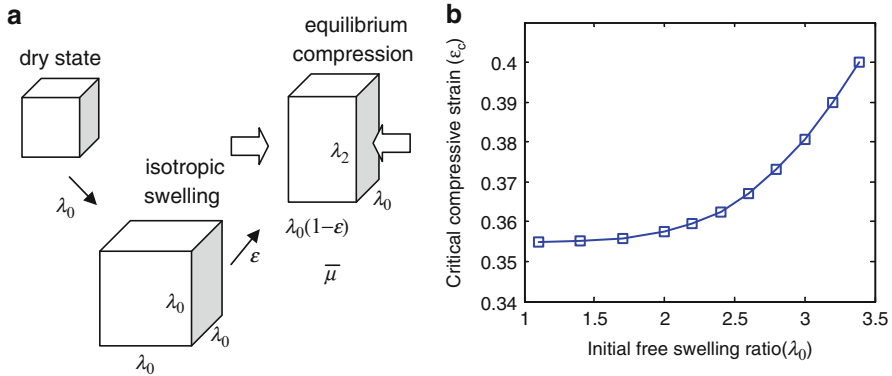 a
dry state
λ0
isotropic
swelling
λ0
λ0
λ0
ε
equilibrium
compression
λ2
λ0
λ0(1−ε)
μ̅
b
Critical compressive strain (εc)
0.4
0.39
0.38
0.37
0.36
0.35
0.34
1 1.5 2 2.5 3 3.5
Initial free swelling ratio(λ0)